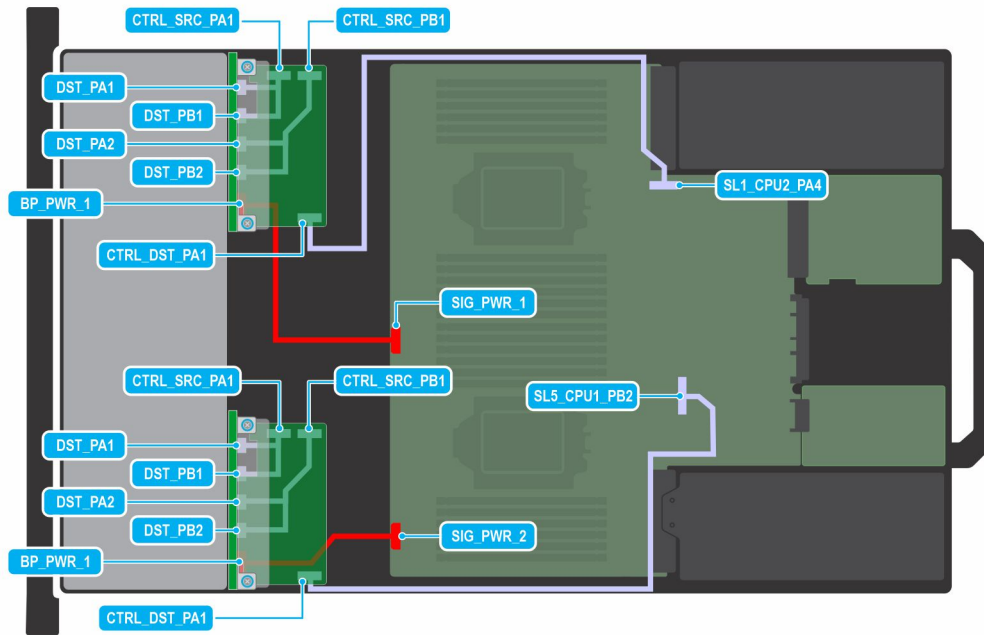 CTRL_SRC_PA1
CTRL_SRC_PB1
DST_PA1
DST_PB1
DST_PA2
DST_PB2
BP_PWR_1
SL1_CPU2_PA4
CTRL_DST_PA1
SIG_PWR_1
CTRL_SRC_PA1
CTRL_SRC_PB1
SL5_CPU1_PB2
DST_PA1
DST_PB1
DST_PA2
DST_PB2
SIG_PWR_2
BP_PWR_1
CTRL_DST_PA1